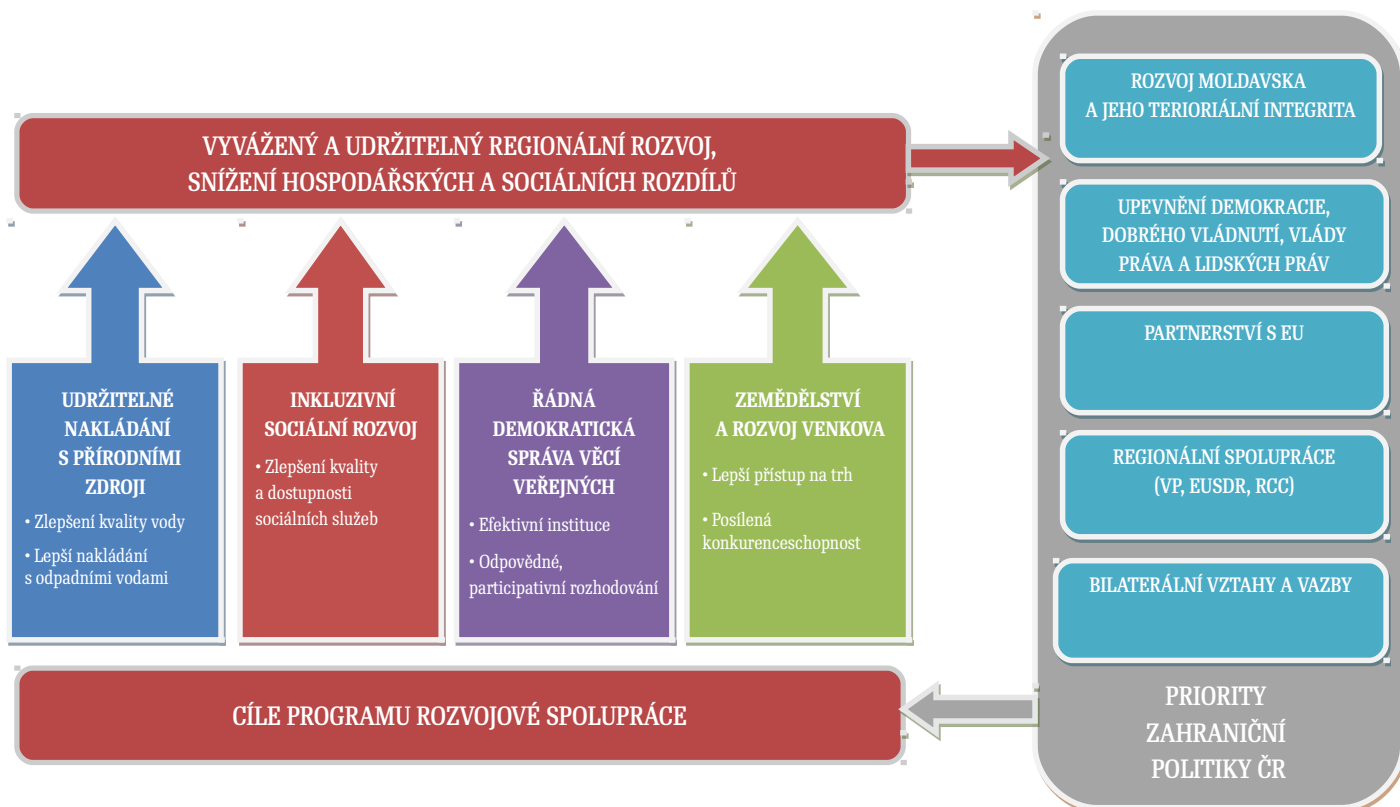 VYVÁŽENÝ A UDRŽITELNÝ REGIONÁLNÍ ROZVOJ,
SNÍŽENÍ HOSPODÁŘSKÝCH A SOCIÁLNÍCH ROZDÍLŮ
UDRŽITELNÉ
NAKLÁDÁNÍ
S PŘÍRODNÍMI
ZDROJI
• Zlepšení kvality vody
• Lepší nakládání
s odpadními vodami
INKLUZIVNÍ
SOCIÁLNÍ ROZVOJ
• Zlepšení kvality
a dostupnosti
sociálních služeb
ŘÁDNÁ
DEMOKRATICKÁ
SPRÁVA VĚCÍ
VEŘEJNÝCH
• Efektivní instituce
• Odpovědné,
participativní rozhodování
ZEMĚDĚLSTVÍ
A ROZVOJ VENKOVA
• Lepší přístup na trh
• Posílená
konkurenceschopnost
CÍLE PROGRAMU ROZVOJOVÉ SPOLUPRÁCE
ROZVOJ MOLDAVSKA
A JEHO TERIORIÁLNÍ INTEGRITA
UPEVNĚNÍ DEMOKRACIE,
DOBRÉHO VLÁDNUTÍ, VLÁDY
PRÁVA A LIDSKÝCH PRÁV
PARTNERSTVÍ S EU
REGIONÁLNÍ SPOLUPRÁCE
(VP, EUSDR, RCC)
BILATERÁLNÍ VZTAHY A VAZBY
PRIORITY
ZAHRANIČNÍ
POLITIKY ČR